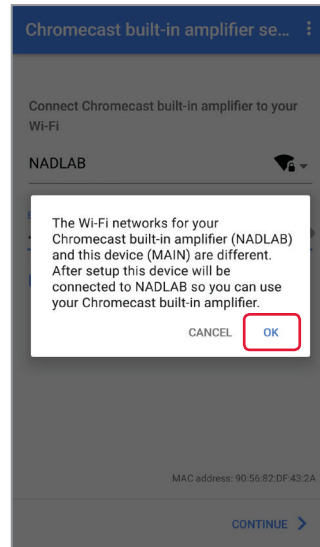 Chromecast built-in amplifier se...
Connect Chromecast built-in amplifier to your
Wi-Fi
NADLAB
The Wi-Fi networks for your
Chromecast built-in amplifier (NADLAB)
and this device (MAIN) are different.
After setup this device will be
connected to NADLAB so you can use
your Chromecast built-in amplifier.
CANCEL OK
MAC address: 90:56:82:DF:43:2A
CONTINUE